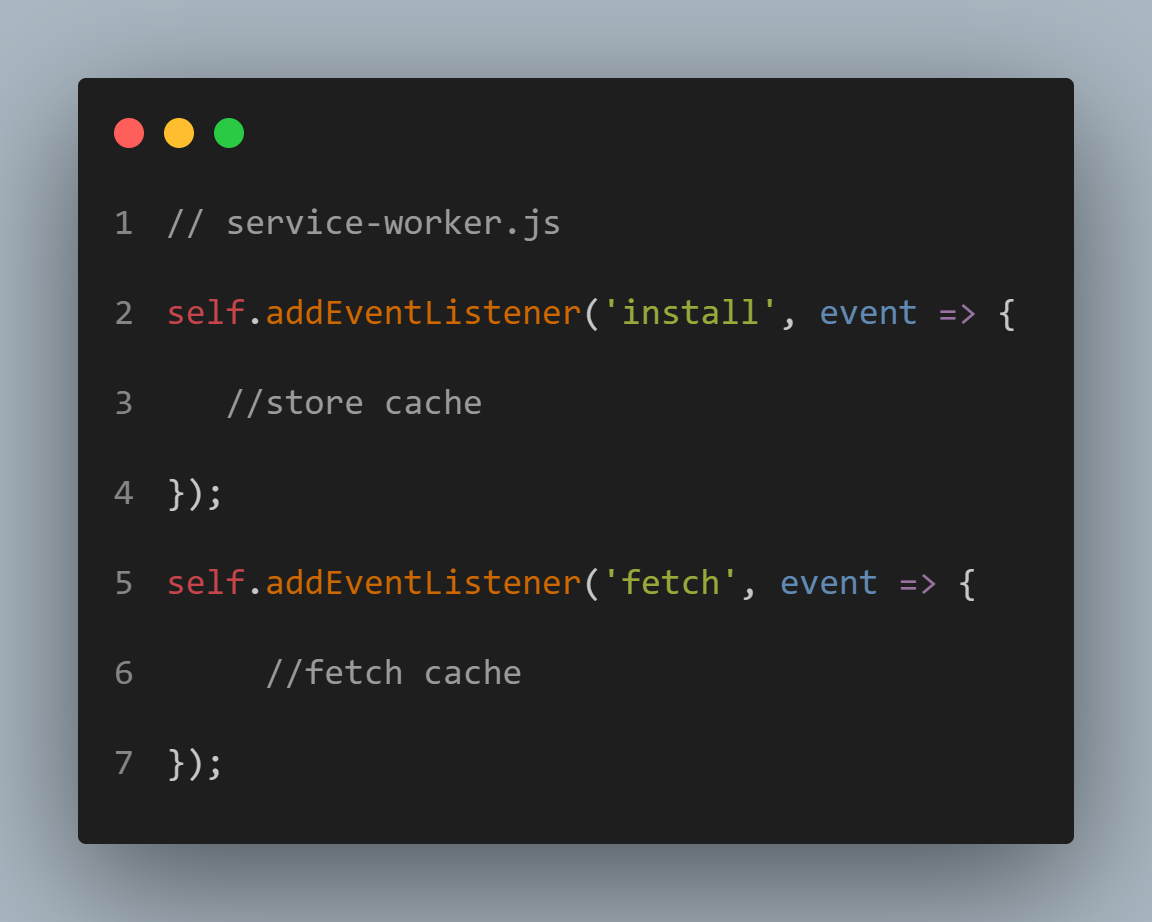 1 // service-worker.js
2 self.addEventListener('install', event => {
3    //store cache
4 });
5 self.addEventListener('fetch', event => {
6      //fetch cache
7 });